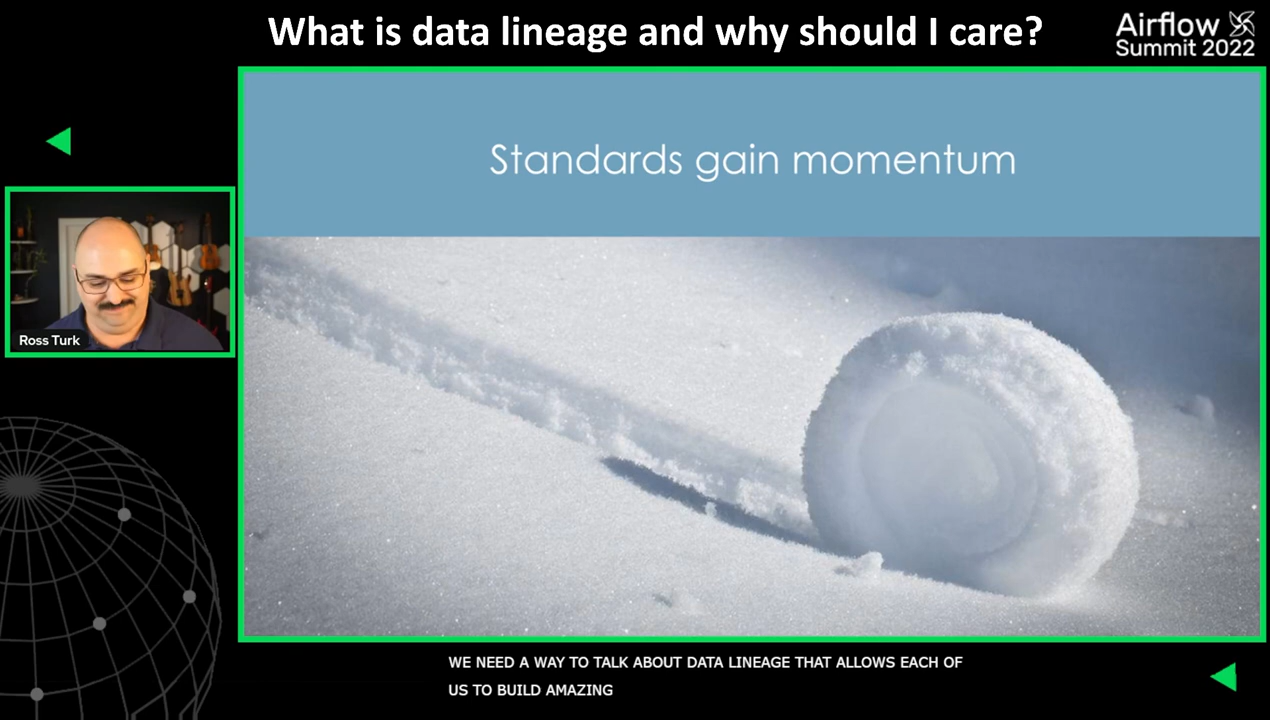 What is data lineage and why should I care?
Airflow
Summit 2022
Standards gain momentum
Ross Turk
WE NEED A WAY TO TALK ABOUT DATA LINEAGE THAT ALLOWS EACH OF
US TO BUILD AMAZING